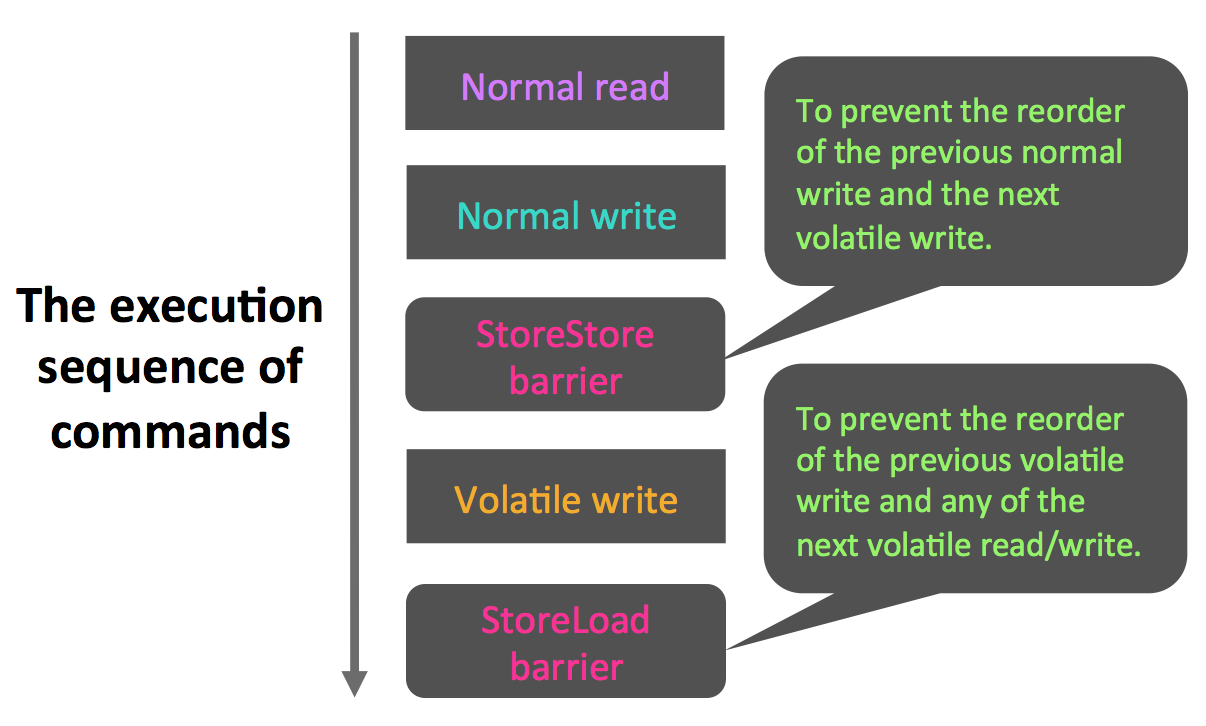 The execution
sequence of
commands
Normal read
Normal write
StoreStore
barrier
Volatile write
StoreLoad
barrier
To prevent the reorder
of the previous normal
write and the next
volatile write.
To prevent the reorder
of the previous volatile
write and any of the
next volatile read/write.